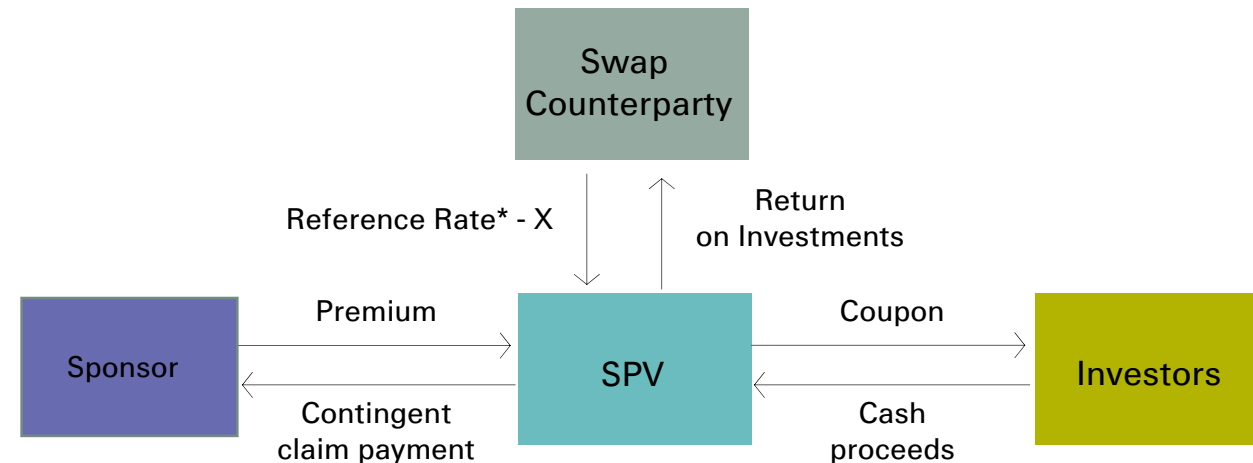 Swap
Counterparty
Reference Rate* - X
Return
on Investments
Premium
Coupon
Sponsor
SPV
Investors
Contingent
claim payment
Cash
proceeds